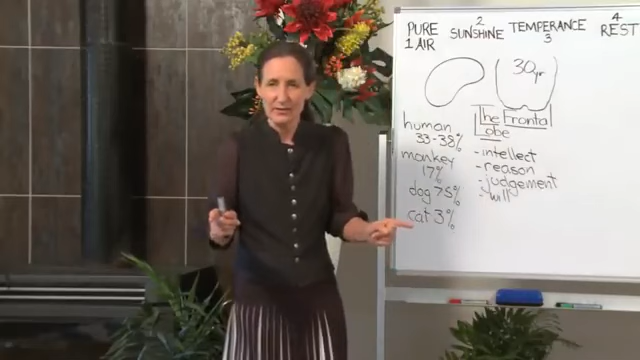 PURE SUNSHINE TEMPERANCE REST
1 AIR 2 3 4
30yr
The Frontal
Lobe
human
33-38%
monkey
17%
dog 7.5%
cat 3%
- intellect
- reason
- judgement
- will